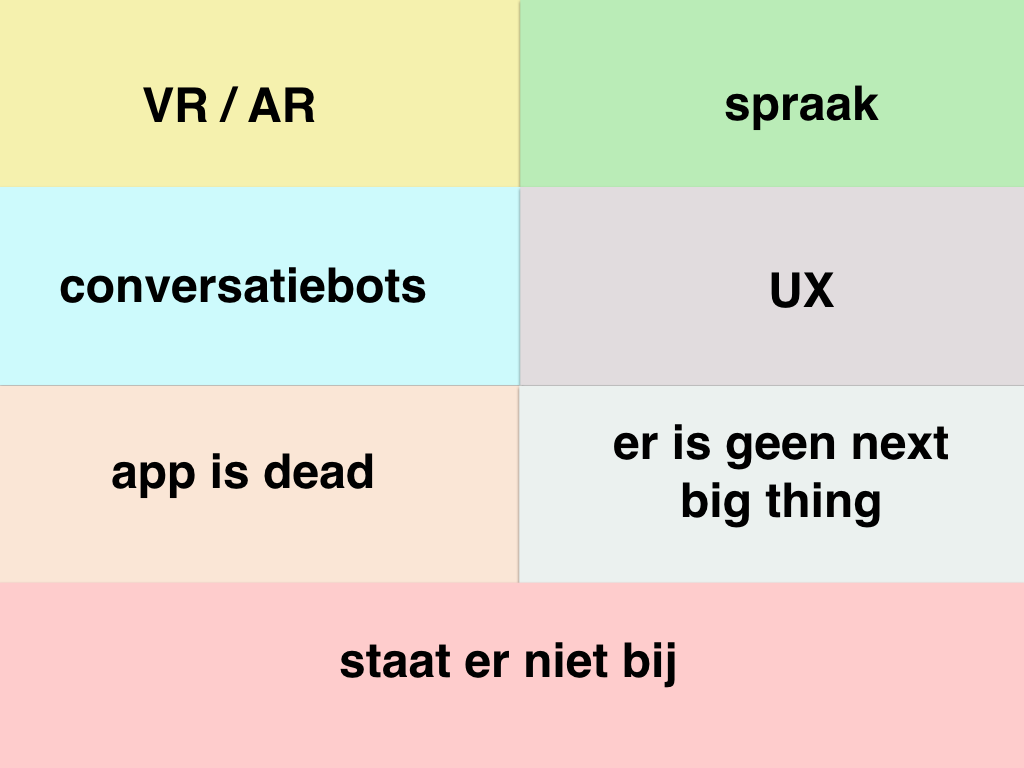 VR / AR
spraak
conversatiebots
UX
app is dead
er is geen next
big thing
staat er niet bij